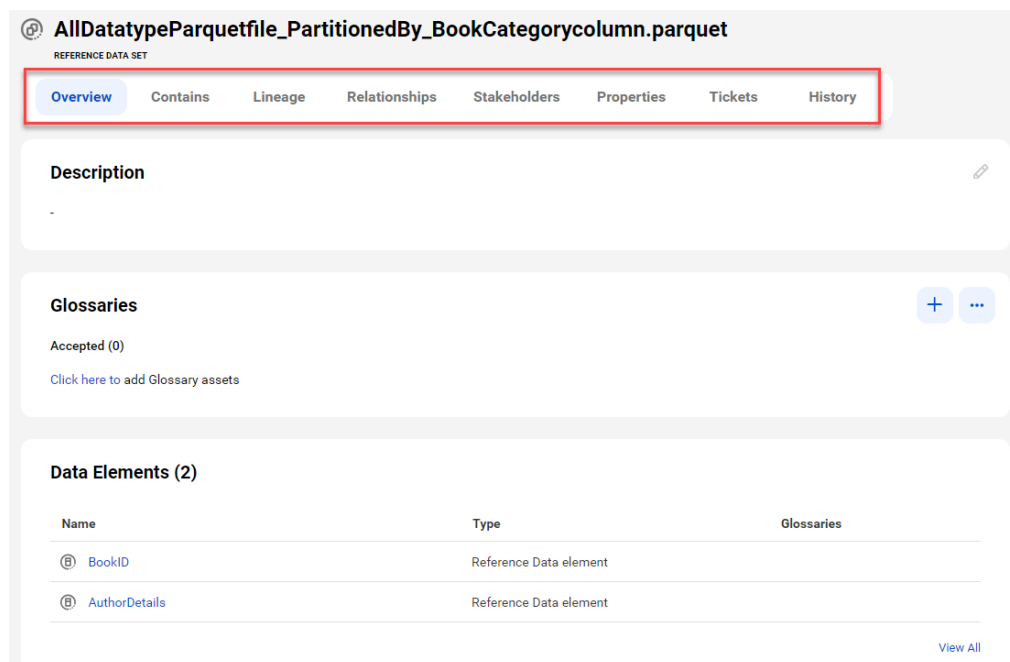 AllDatatypeParquetfile_PartitionedBy_BookCategorycolumn.parquet
REFERENCE DATA SET
Overview Contains Lineage Relationships Stakeholders Properties Tickets History
Description
-
Glossaries
Accepted (0)
Click here to add Glossary assets
Data Elements (2)
Name Type Glossaries
BookID Reference Data element
AuthorDetails Reference Data element
View All